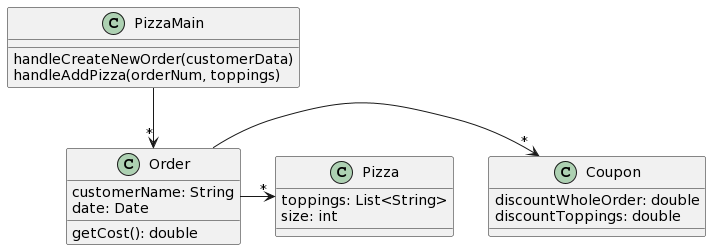 C PizzaMain
handleCreateNewOrder(customerData)
handleAddPizza(orderNum, toppings)
*
*
C Order
customerName: String
date: Date
getCost(): double
*
C Pizza
toppings: List<String>
size: int
C Coupon
discountWholeOrder: double
discountToppings: double